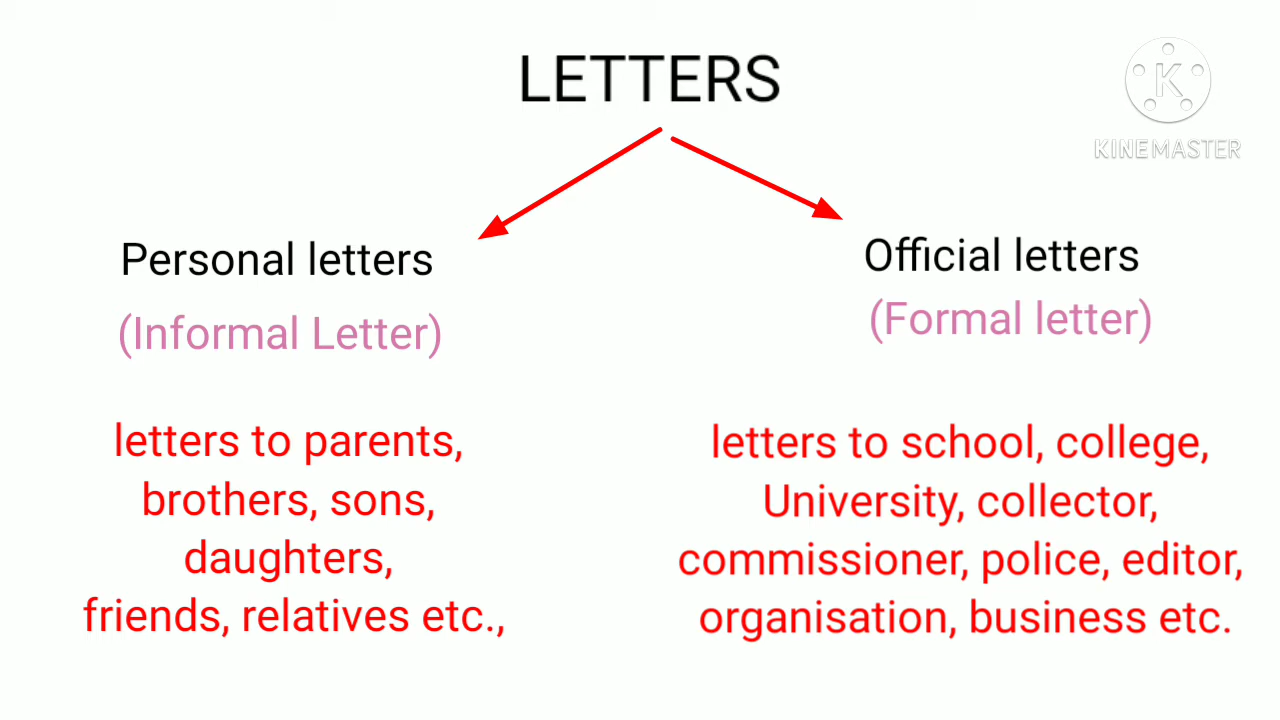 LETTERS
K
KINEMASTER
Personal letters
(Informal Letter)
letters to parents,
brothers, sons,
daughters,
friends, relatives etc.,
Official letters
(Formal letter)
letters to school, college,
University, collector,
commissioner, police, editor,
organisation, business etc.